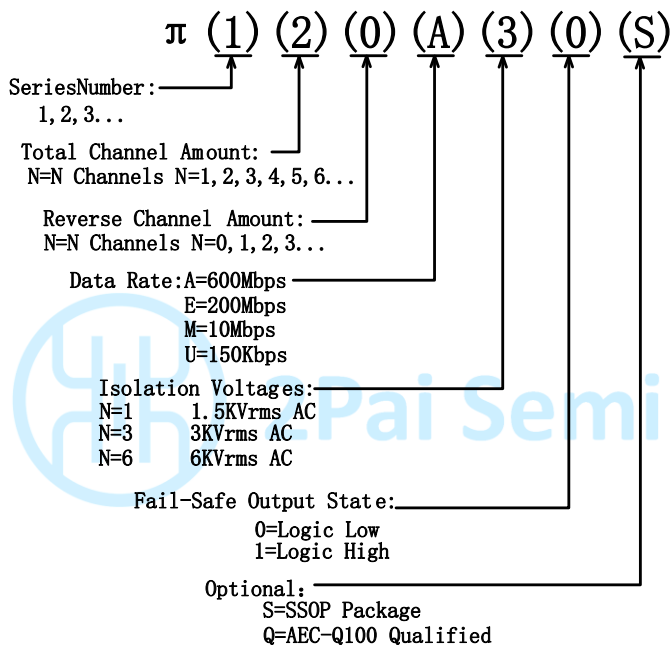 π (1) (2) (0) (A) (3) (0) (S)
SeriesNumber:
1,2,3...
Total Channel Amount:
N=N Channels N=1,2,3,4,5,6...
Reverse Channel Amount:
N=N Channels N=0,1,2,3...
Data Rate:A=600Mbps
E=200Mbps
M=10Mbps
U=150Kbps
Isolation Voltages:
N=1 1.5KVrms AC
N=3 3KVrms AC
N=6 6KVrms AC
2Pai Semi
Fail-Safe Output State:
0=Logic Low
1=Logic High
Optional:
S=SSOP Package
Q=AEC-Q100 Qualified